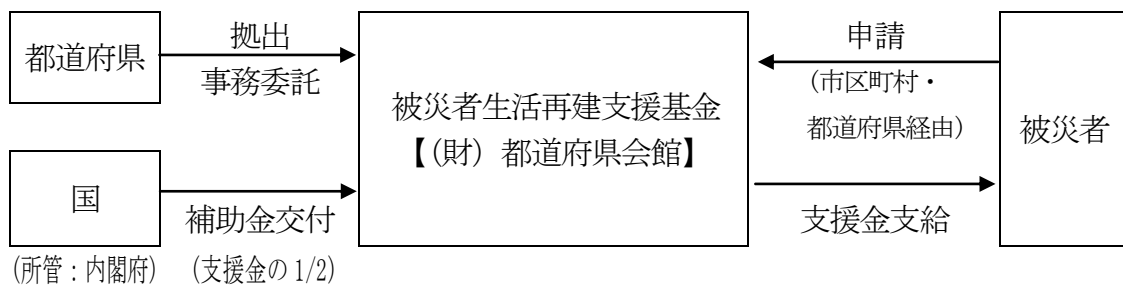 都道府県
拠出
事務委託
国
(所管：内閣府)
補助金交付
(支援金の 1/2)
被災者生活再建支援基金
【(財) 都道府県会館】
申請
(市区町村・
都道府県経由)
支援金支給
被災者